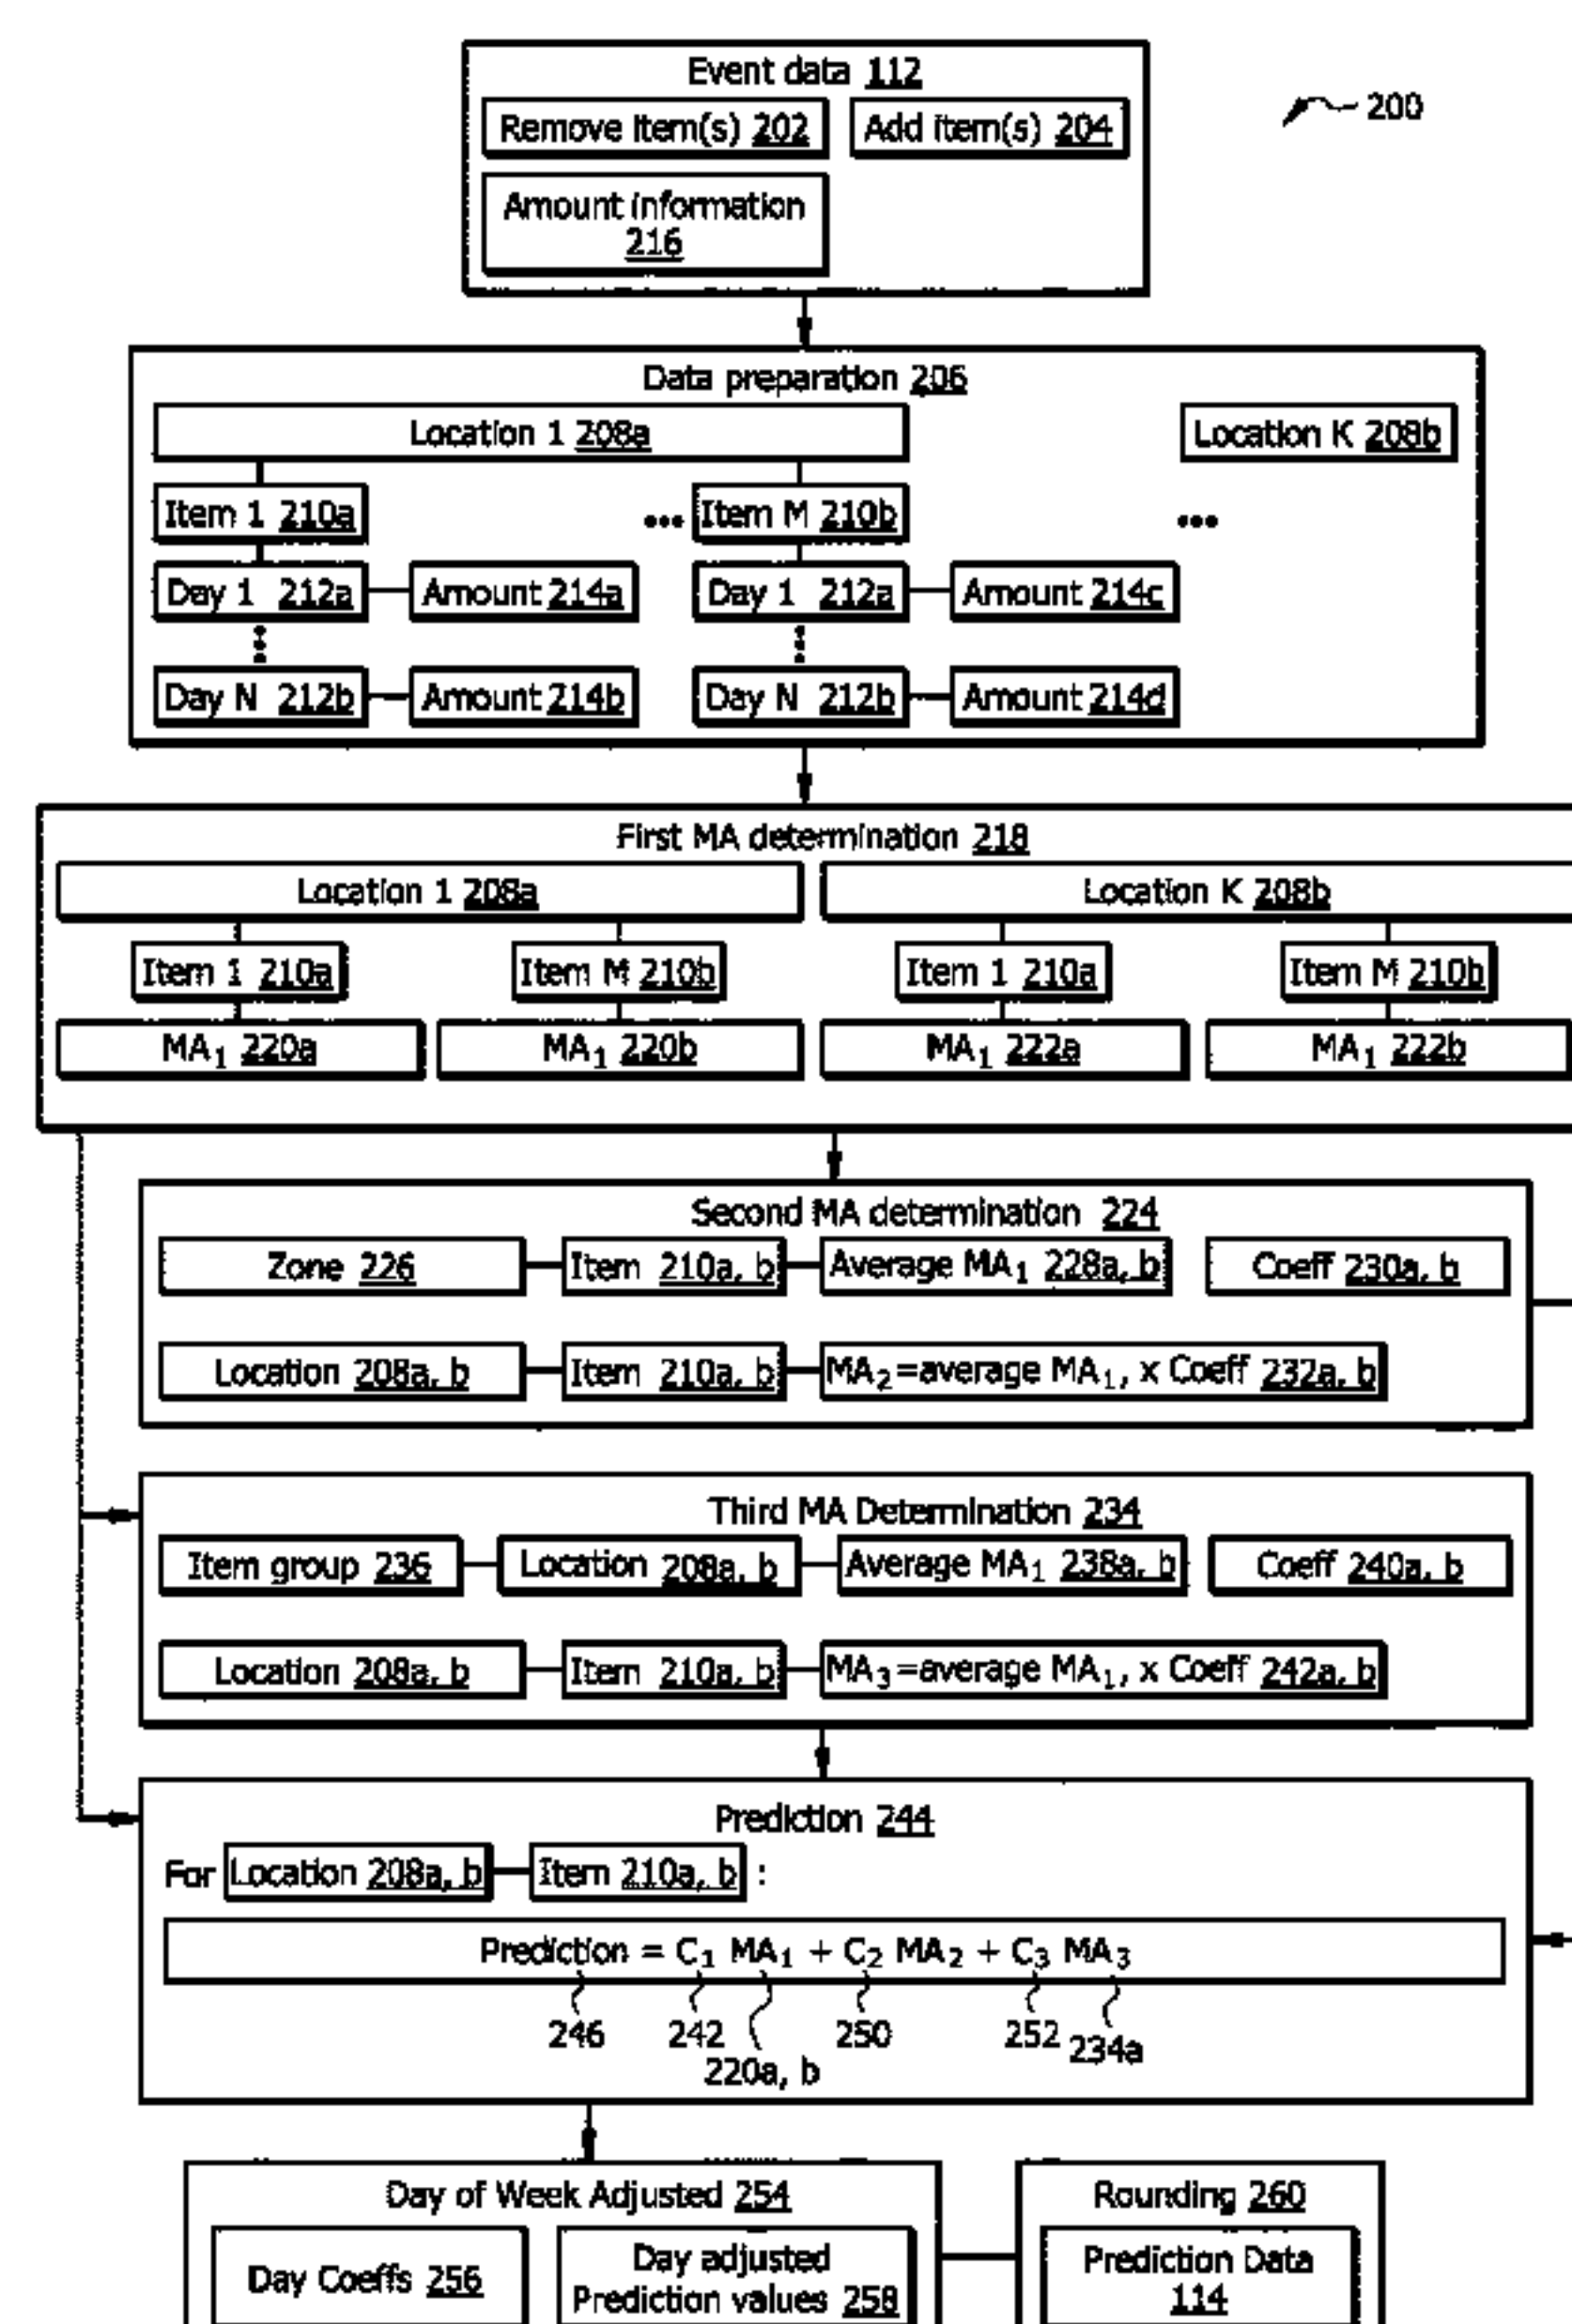 Event data 112
200
Remove item(s) 202 Add item(s) 204
Amount information
216
Data preparation 206
Location 1 208a Location K 208b
Item 1 210a ••• Item M 210b •••
Day 1 212a Amount 214a Day 1 212a Amount 214c
Day N 212b Amount 214b Day N 212b Amount 214d
First MA determination 218
Location 1 208a Location K 208b
Item 1 210a Item M 210b Item 1 210a Item M 210b
MA₁ 220a MA₁ 220b MA₁ 222a MA₁ 222b
Second MA determination 224
Zone 226 Item 210a, b Average MA₁ 228a, b Coeff 230a, b
Location 208a, b Item 210a, b MA₂=average MA₁, x Coeff 232a, b
Third MA Determination 234
Item group 236 Location 208a, b Average MA₁ 238a, b Coeff 240a, b
Location 208a, b Item 210a, b MA₃=average MA₁, x Coeff 242a, b
Prediction 244
For Location 208a, b Item 210a, b :
Prediction = C₁ MA₁ + C₂ MA₂ + C₃ MA₃
246 242 250 252 234a
220a, b
Day of Week Adjusted 254 Rounding 260
Day Coeffs 256 Day adjusted
Prediction values 258 Prediction Data
114